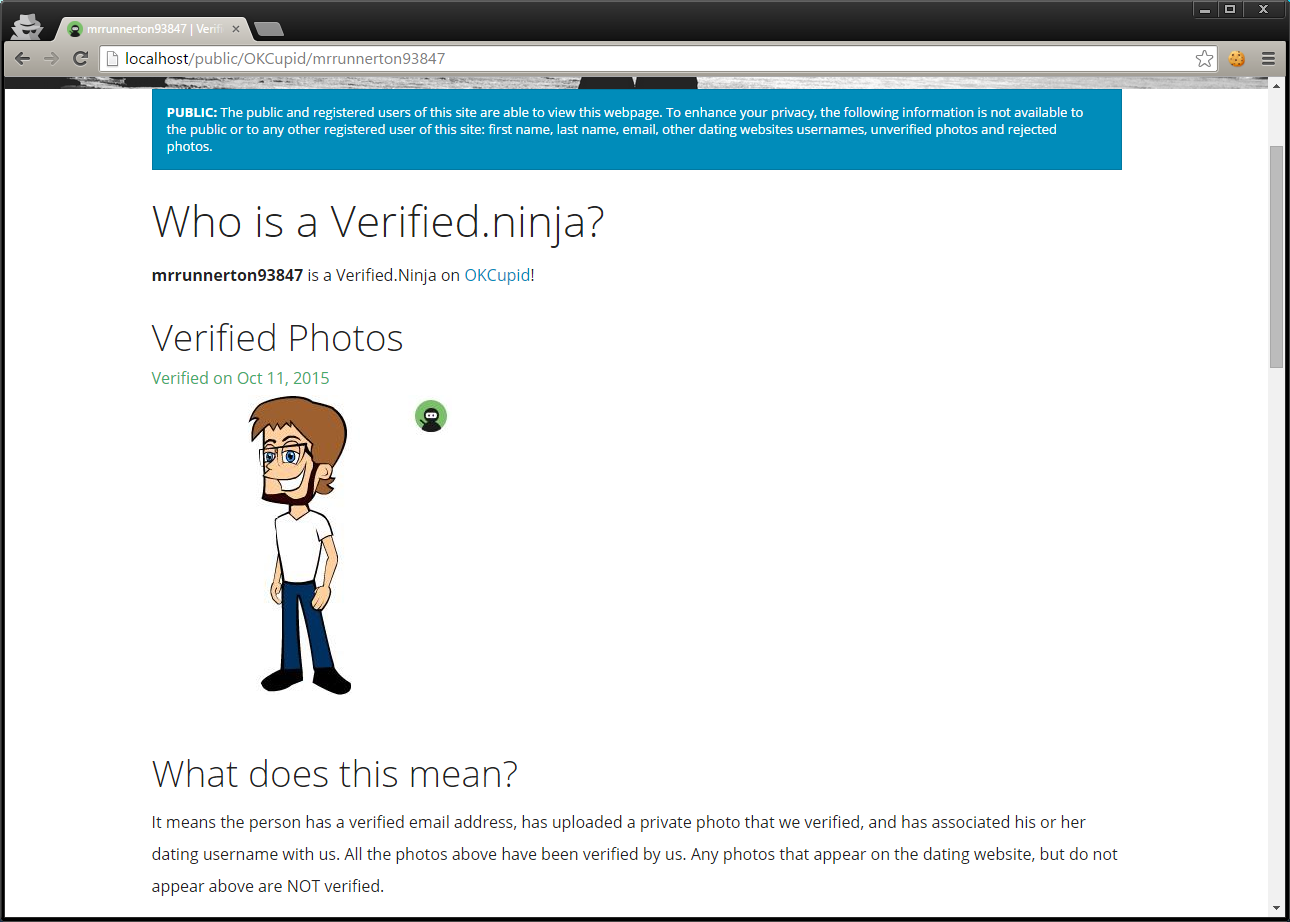 mrrunnerton93847 | Verifi
localhost/public/OKCupid/mrrunnerton93847
PUBLIC: The public and registered users of this site are able to view this webpage. To enhance your privacy, the following information is not available to
the public or to any other registered user of this site: first name, last name, email, other dating websites usernames, unverified photos and rejected
photos.
Who is a Verified.ninja?
mrrunnerton93847 is a Verified.Ninja on OKCupid!
Verified Photos
Verified on Oct 11, 2015
What does this mean?
It means the person has a verified email address, has uploaded a private photo that we verified, and has associated his or her
dating username with us. All the photos above have been verified by us. Any photos that appear on the dating website, but do not
appear above are NOT verified.